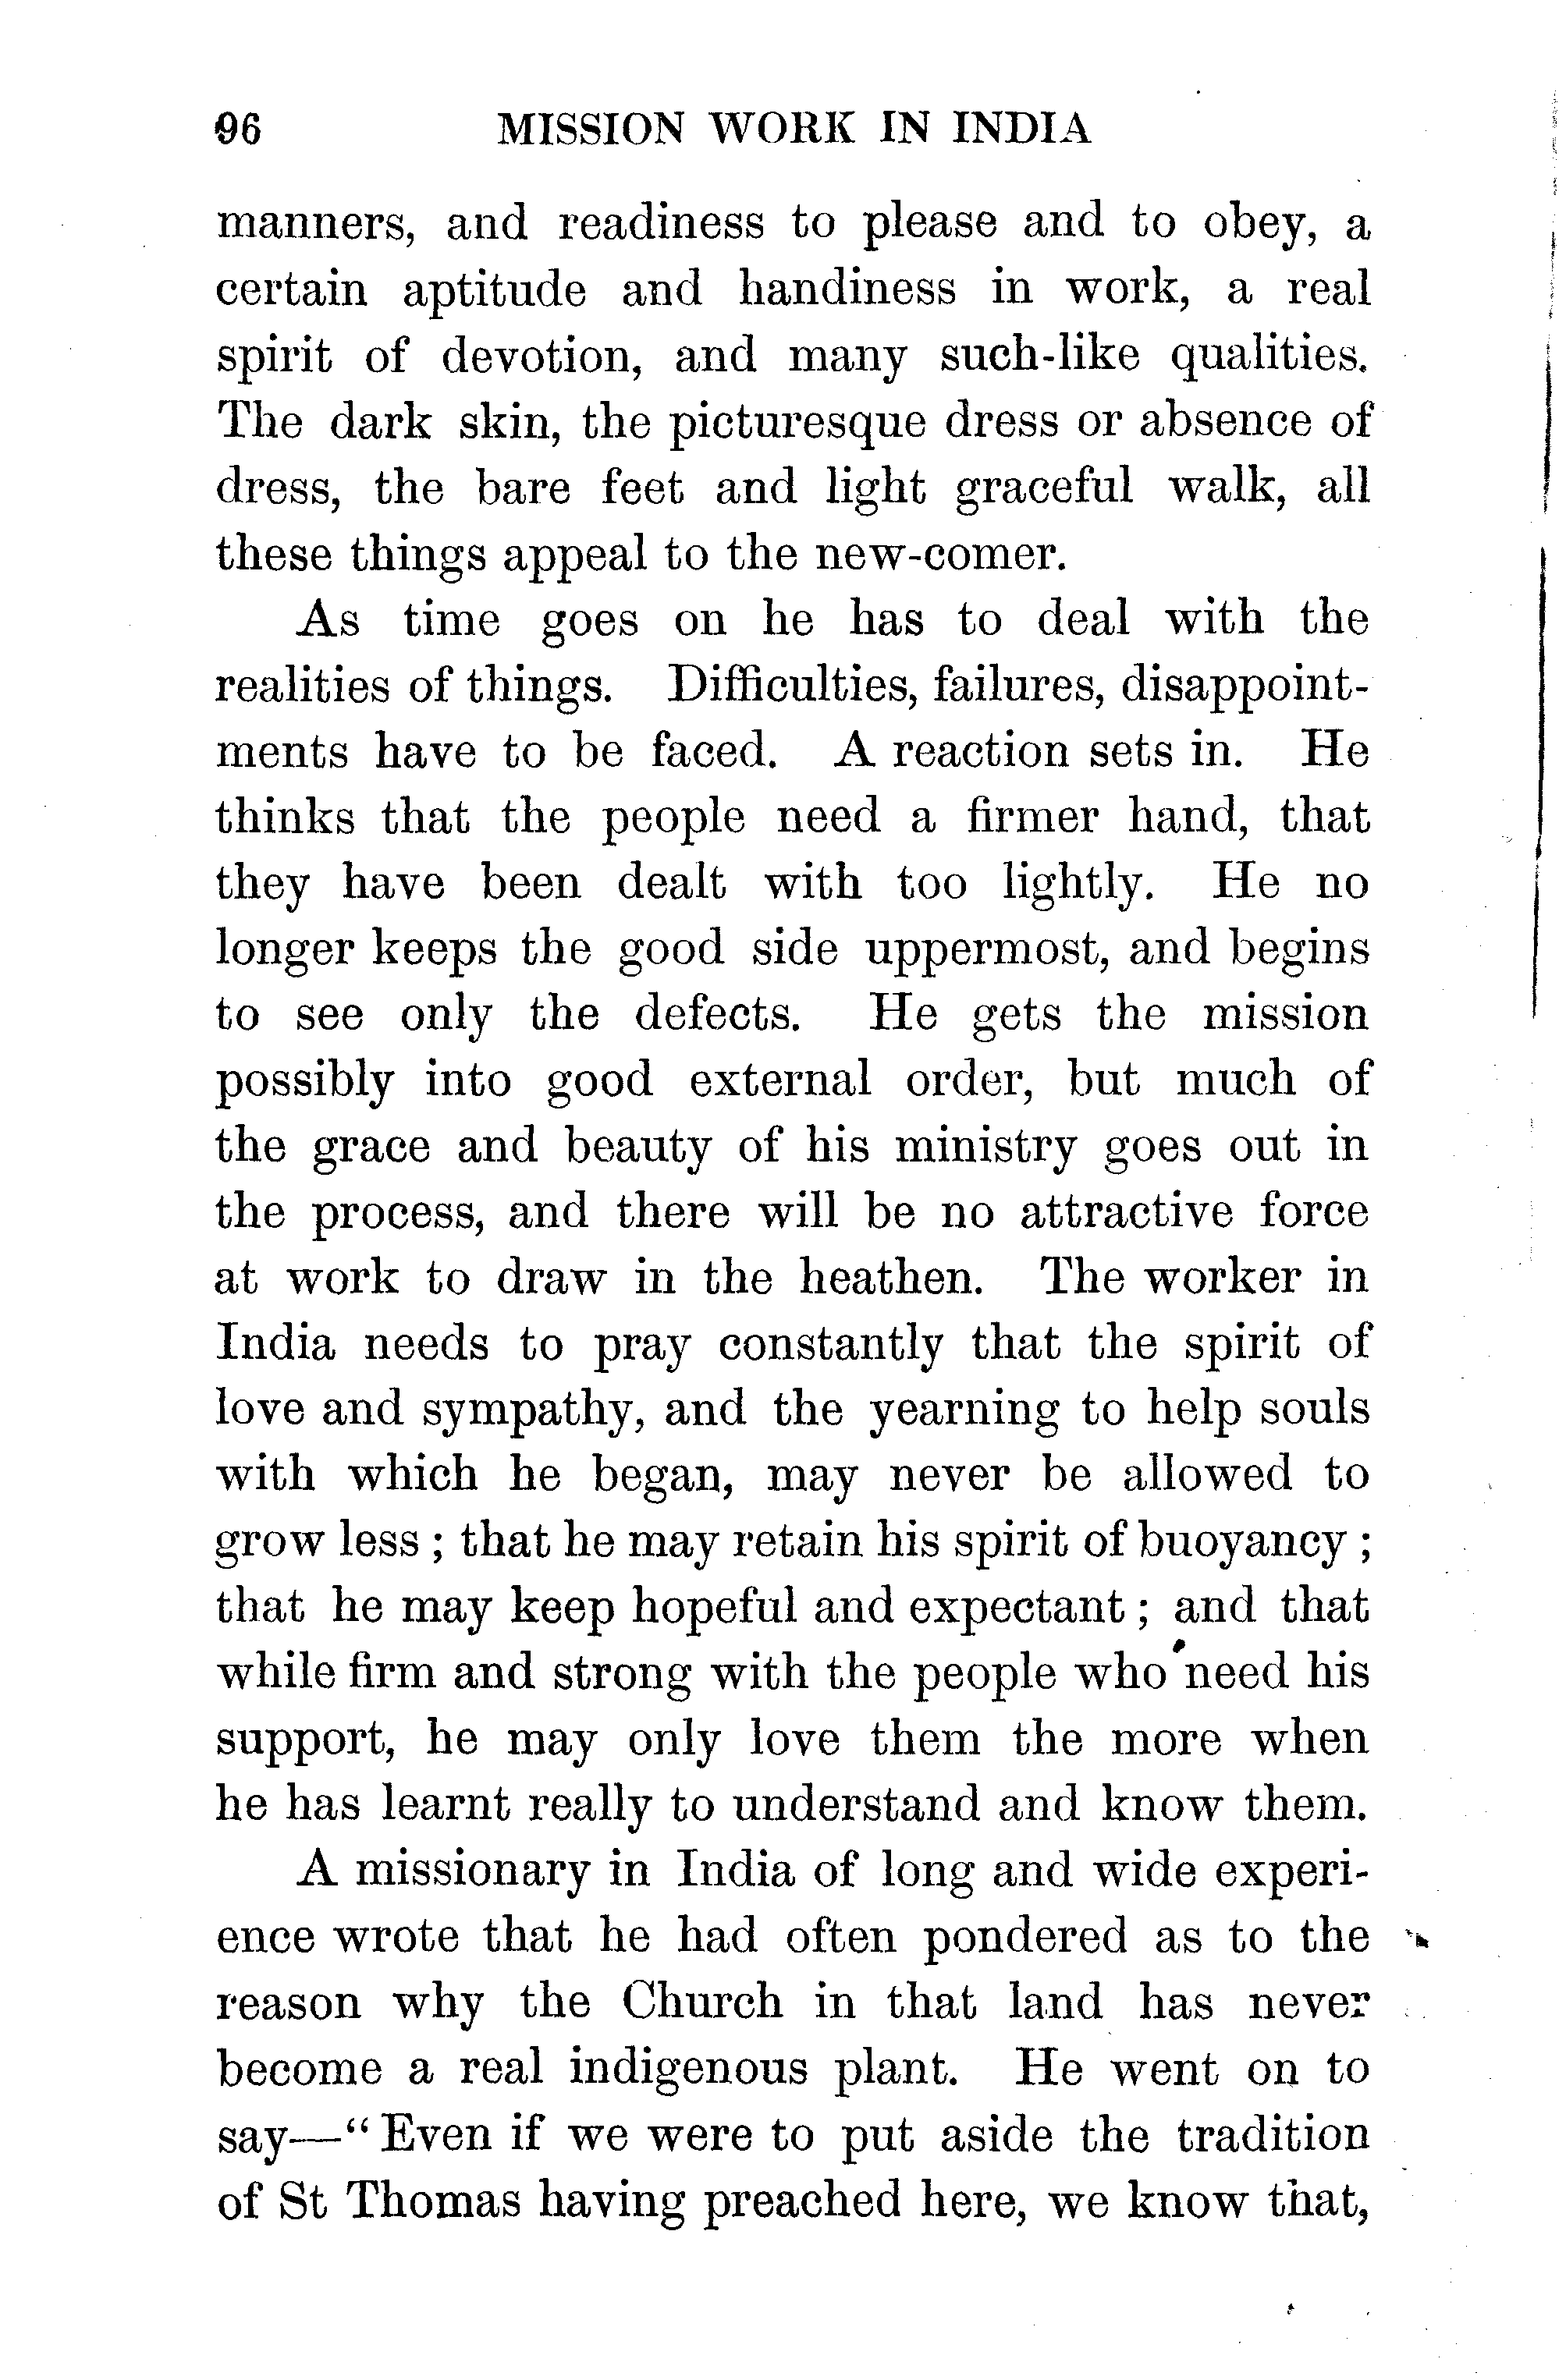 96 MISSION WORK IN INDIA
manners, and readiness to please and to obey, a
certain aptitude and handiness in work, a real
spirit of devotion, and many such-like qualities.
The dark skin, the picturesque dress or absence of
dress, the bare feet and light graceful walk, all
these things appeal to the new-comer.
As time goes on he has to deal with the
realities of things. Difficulties, failures, disappoint-
ments have to be faced. A reaction sets in. He
thinks that the people need a firmer hand, that
they have been dealt with too lightly. He no
longer keeps the good side uppermost, and begins
to see only the defects. He gets the mission
possibly into good external order, but much of
the grace and beauty of his ministry goes out in
the process, and there will be no attractive force
at work to draw in the heathen. The worker in
India needs to pray constantly that the spirit of
love and sympathy, and the yearning to help souls
with which he began, may never be allowed to
grow less ; that he may retain his spirit of buoyancy ;
that he may keep hopeful and expectant ; and that
while firm and strong with the people who need his
support, he may only love them the more when
he has learnt really to understand and know them.
A missionary in India of long and wide experi-
ence wrote that he had often pondered as to the
reason why the Church in that land has never
become a real indigenous plant. He went on to
say—“ Even if we were to put aside the tradition
of St Thomas having preached here, we know that,